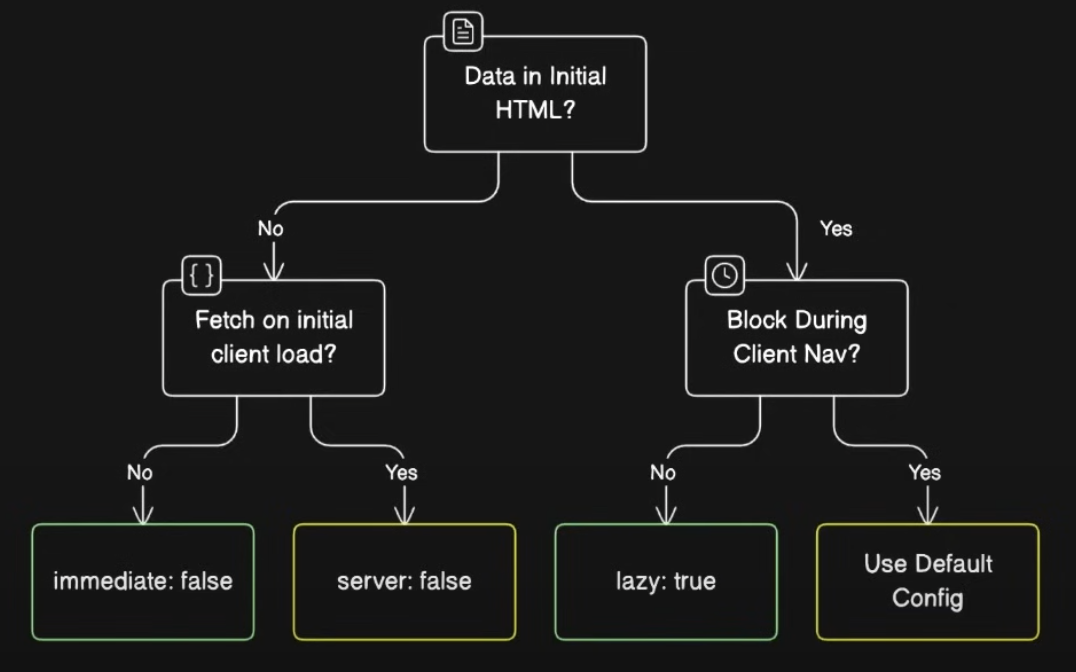 Data in Initial
HTML?
No
Yes
{ }
Fetch on initial
client load?
Block During
Client Nav?
No
Yes
No
Yes
immediate: false
server: false
lazy: true
Use Default
Config